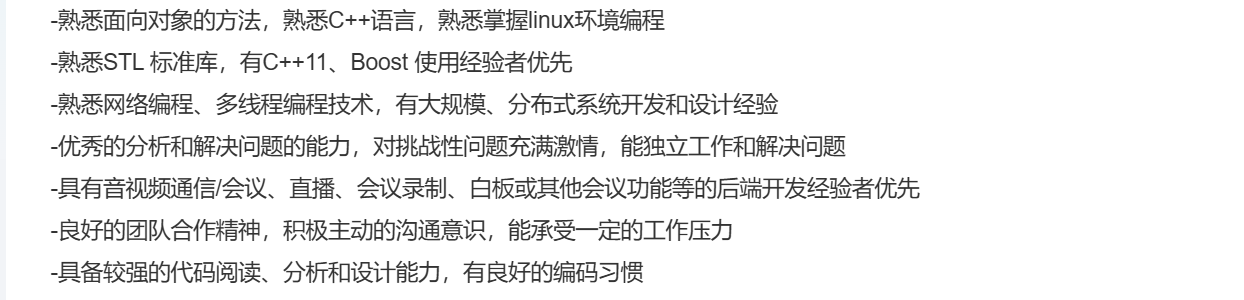 -熟悉面向对象的方法，熟悉C++语言，熟悉掌握linux环境编程
-熟悉STL 标准库，有C++11、Boost 使用经验者优先
-熟悉网络编程、多线程编程技术，有大规模、分布式系统开发和设计经验
-优秀的分析和解决问题的能力，对挑战性问题充满激情，能独立工作和解决问题
-具有音视频通信/会议、直播、会议录制、白板或其他会议功能等的后端开发经验者优先
-良好的团队合作精神，积极主动的沟通意识，能承受一定的工作压力
-具备较强的代码阅读、分析和设计能力，有良好的编码习惯